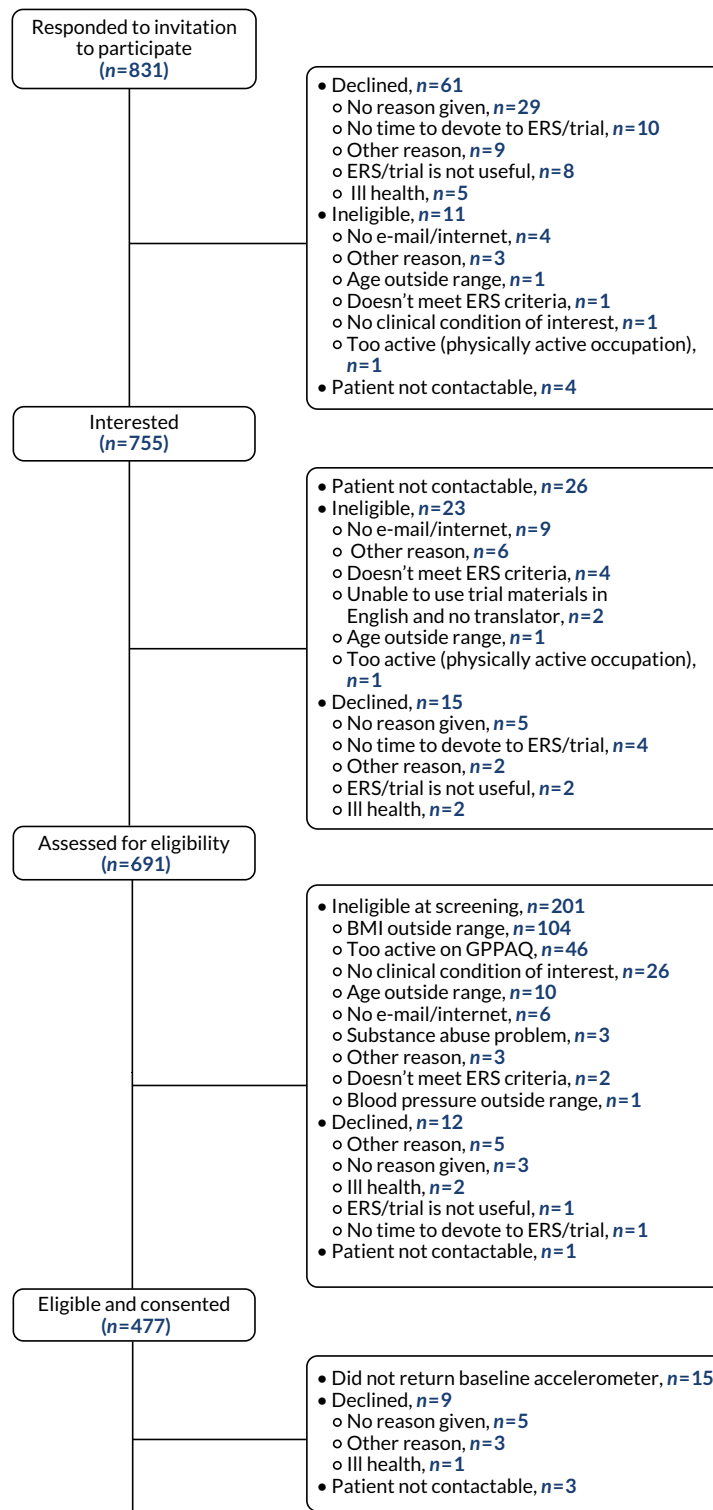 Responded to invitation
to participate
(n=831)
• Declined, n=61
o No reason given, n=29
o No time to devote to ERS/trial, n=10
o Other reason, n=9
o ERS/trial is not useful, n=8
o Ill health, n=5
• Ineligible, n=11
o No e-mail/internet, n=4
o Other reason, n=3
o Age outside range, n=1
o Doesn't meet ERS criteria, n=1
o No clinical condition of interest, n=1
o Too active (physically active occupation),
n=1
• Patient not contactable, n=4
Interested
(n=755)
• Patient not contactable, n=26
• Ineligible, n=23
o No e-mail/internet, n=9
o Other reason, n=6
o Doesn't meet ERS criteria, n=4
o Unable to use trial materials in
English and no translator, n=2
o Age outside range, n=1
o Too active (physically active occupation),
n=1
• Declined, n=15
o No reason given, n=5
o No time to devote to ERS/trial, n=4
o Other reason, n=2
o ERS/trial is not useful, n=2
o Ill health, n=2
Assessed for eligibility
(n=691)
• Ineligible at screening, n=201
o BMI outside range, n=104
o Too active on GPPAQ, n=46
o No clinical condition of interest, n=26
o Age outside range, n=10
o No e-mail/internet, n=6
o Substance abuse problem, n=3
o Other reason, n=3
o Doesn't meet ERS criteria, n=2
o Blood pressure outside range, n=1
• Declined, n=12
o Other reason, n=5
o No reason given, n=3
o Ill health, n=2
o ERS/trial is not useful, n=1
o No time to devote to ERS/trial, n=1
• Patient not contactable, n=1
Eligible and consented
(n=477)
• Did not return baseline accelerometer, n=15
• Declined, n=9
o No reason given, n=5
o Other reason, n=3
o Ill health, n=1
• Patient not contactable, n=3